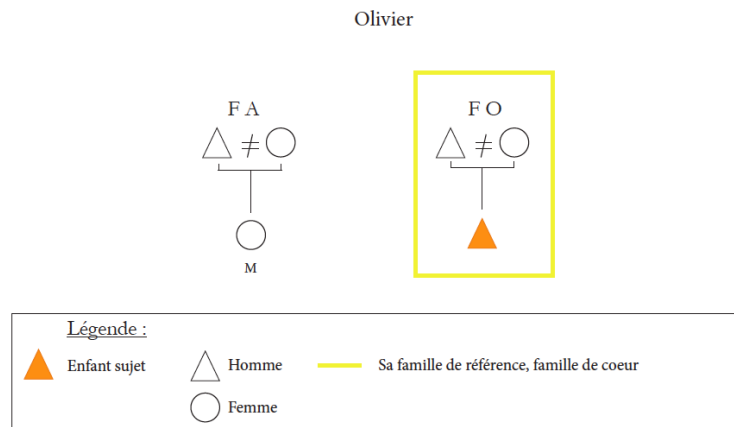 Olivier
F A
F O
≠
≠
M
Légende :
Enfant sujet
Homme
Sa famille de référence, famille de coeur
Femme